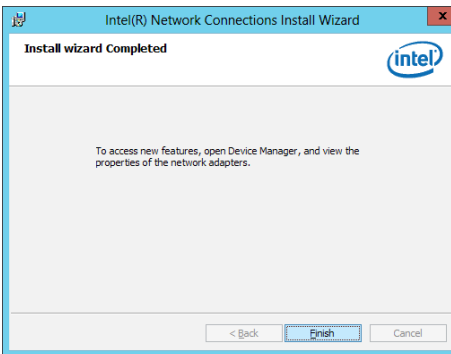 Intel(R) Network Connections Install Wizard
x
Install wizard Completed
intel
To access new features, open Device Manager, and view the
properties of the network adapters.
< Back
Finish
Cancel